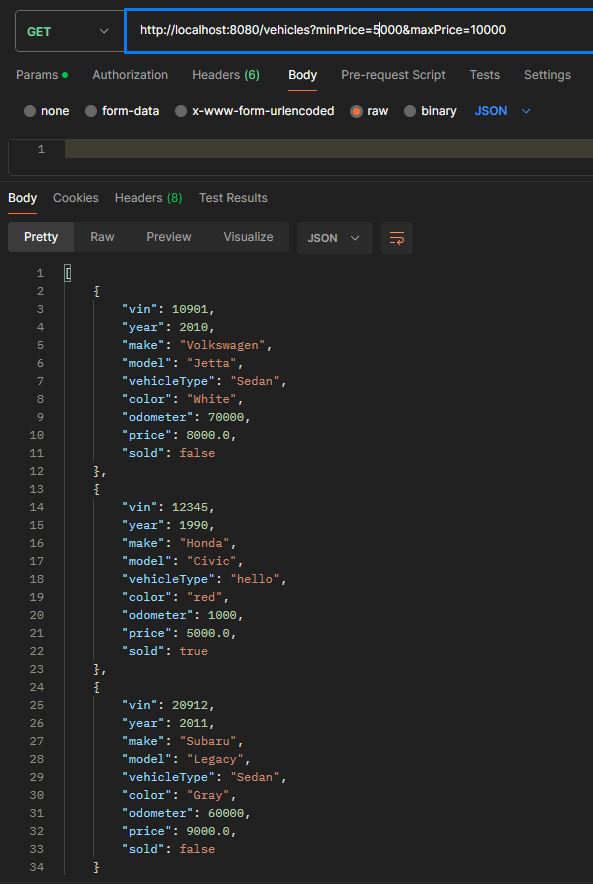 GET http://localhost:8080/vehicles?minPrice=5000&maxPrice=10000
Params Authorization Headers (6) Body Pre-request Script Tests Settings
none form-data x-www-form-urlencoded raw binary JSON
1
Body Cookies Headers (8) Test Results
Pretty Raw Preview Visualize JSON
1 [
2 {
3 "vin": 10901,
4 "year": 2010,
5 "make": "Volkswagen",
6 "model": "Jetta",
7 "vehicleType": "Sedan",
8 "color": "White",
9 "odometer": 70000,
10 "price": 8000.0,
11 "sold": false
12 },
13 {
14 "vin": 12345,
15 "year": 1990,
16 "make": "Honda",
17 "model": "Civic",
18 "vehicleType": "hello",
19 "color": "red",
20 "odometer": 1000,
21 "price": 5000.0,
22 "sold": true
23 },
24 {
25 "vin": 20912,
26 "year": 2011,
27 "make": "Subaru",
28 "model": "Legacy",
29 "vehicleType": "Sedan",
30 "color": "Gray",
31 "odometer": 60000,
32 "price": 9000.0,
33 "sold": false
34 }